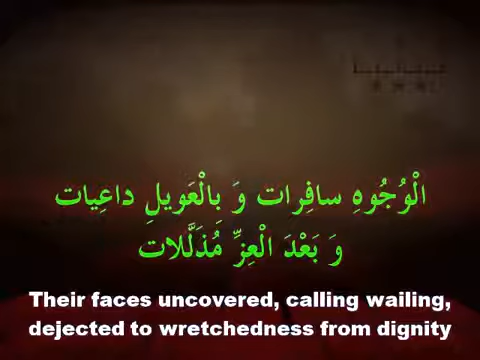 الْوُجُوهِ سافِرات وَ بِالْعَويلِ داعِيات
وَ بَعْدَ الْعِزِّ مُذَلَّلات
Their faces uncovered, calling wailing,
dejected to wretchedness from dignity